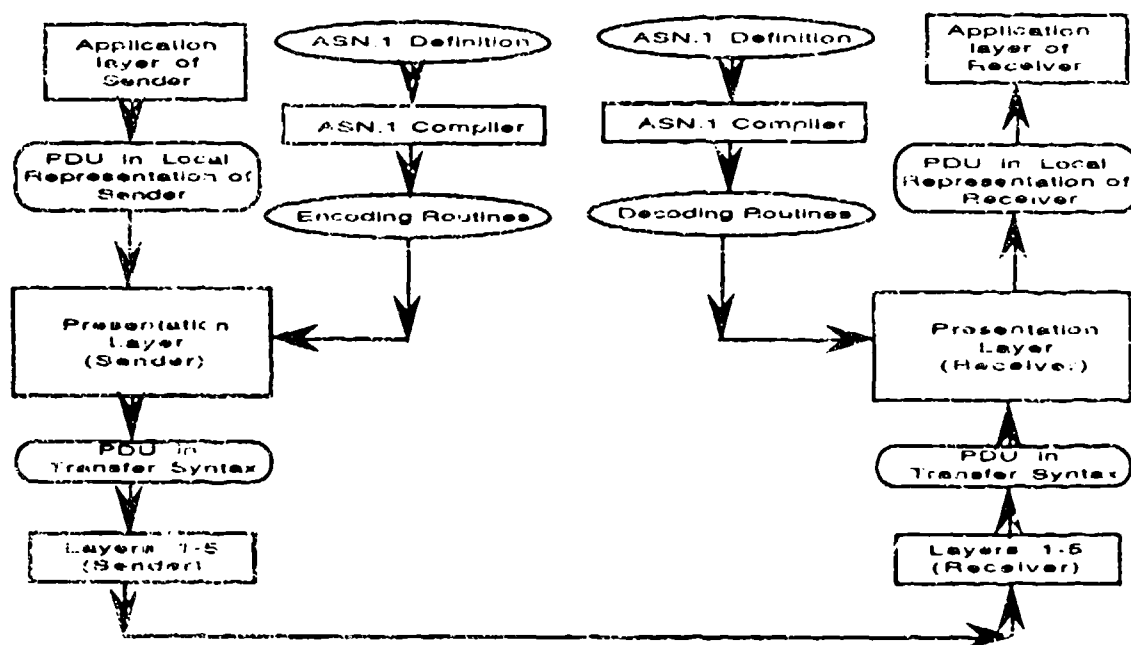 Application
layer of
Sender
ASN.1 Definition
ASN.1 Definition
Application
layer of
Receiver
ASN.1 Compiler
ASN.1 Compiler
PDU in Local
Representation of
Sender
PDU in Local
Representation of
Receiver
Encoding Routines
Decoding Routines
Presentation
Layer
(Sender)
Presentation
Layer
(Receiver)
PDU in
Transfer Syntax
PDU in
Transfer Syntax
Layers 1-5
(Sender)
Layers 1-5
(Receiver)